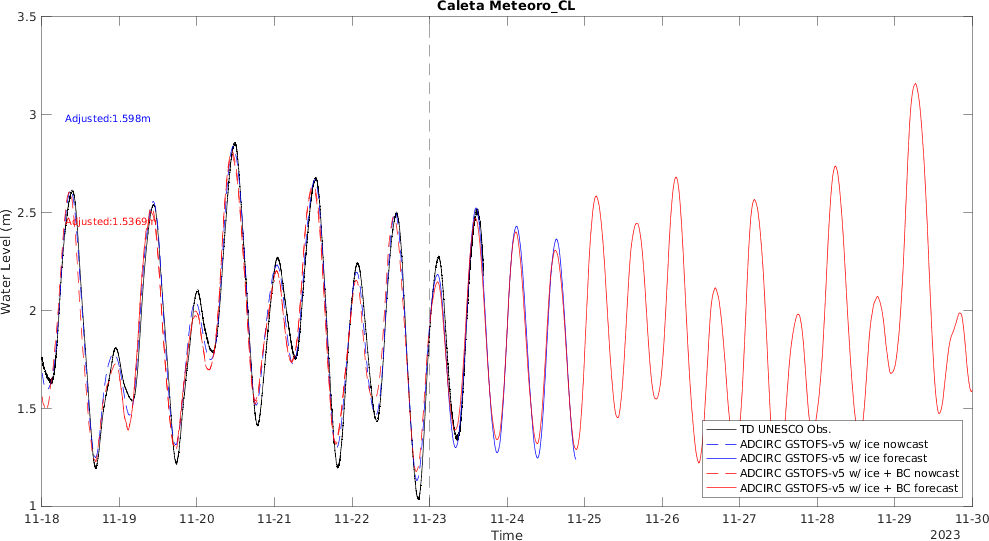 Caleta Meteoro_CL
3.5
3
2.5
2
1.5
1
Water Level (m)
Adjusted:1.598m
Adjusted:1.5369m
TD UNESCO Obs.
ADCIRC GSTOFS-v5 w/ ice nowcast
ADCIRC GSTOFS-v5 w/ ice forecast
ADCIRC GSTOFS-v5 w/ ice + BC nowcast
ADCIRC GSTOFS-v5 w/ ice + BC forecast
11-18 11-19 11-20 11-21 11-22 11-23 11-24 11-25 11-26 11-27 11-28 11-29 11-30
Time
2023